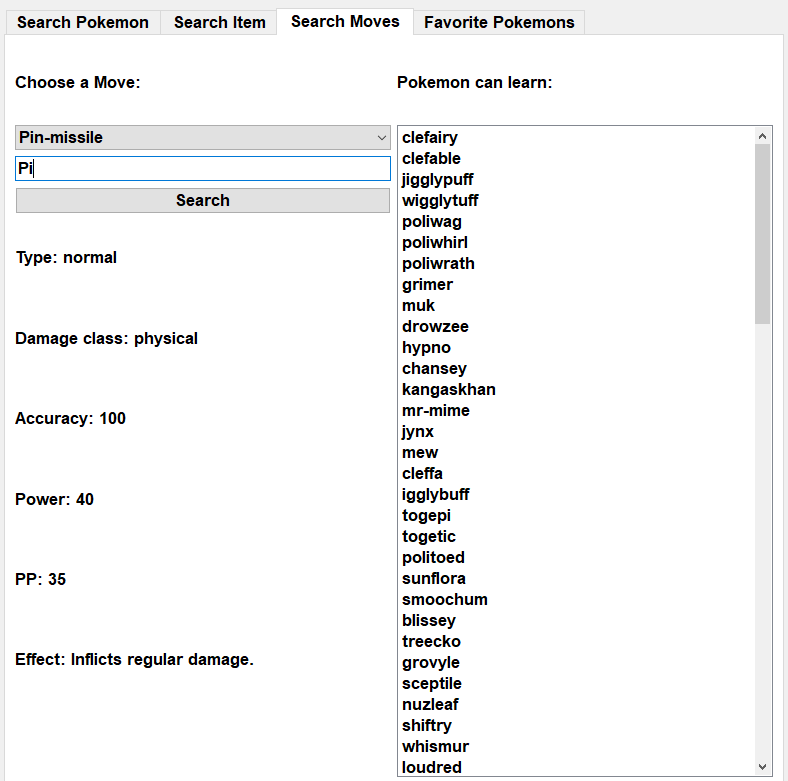 Search Pokemon Search Item Search Moves Favorite Pokemons
Choose a Move:
Pin-missile
Pi
Search
Type: normal
Damage class: physical
Accuracy: 100
Power: 40
PP: 35
Effect: Inflicts regular damage.
Pokemon can learn:
clefairy
clefable
jigglypuff
wigglytuff
poliwag
poliwhirl
poliwrath
grimer
muk
drowzee
hypno
chansey
kangaskhan
mr-mime
jynx
mew
cleffa
igglybuff
togepi
togetic
politoed
sunflora
smoochum
blissey
treecko
grovyle
sceptile
nuzleaf
shiftry
whismur
loudred